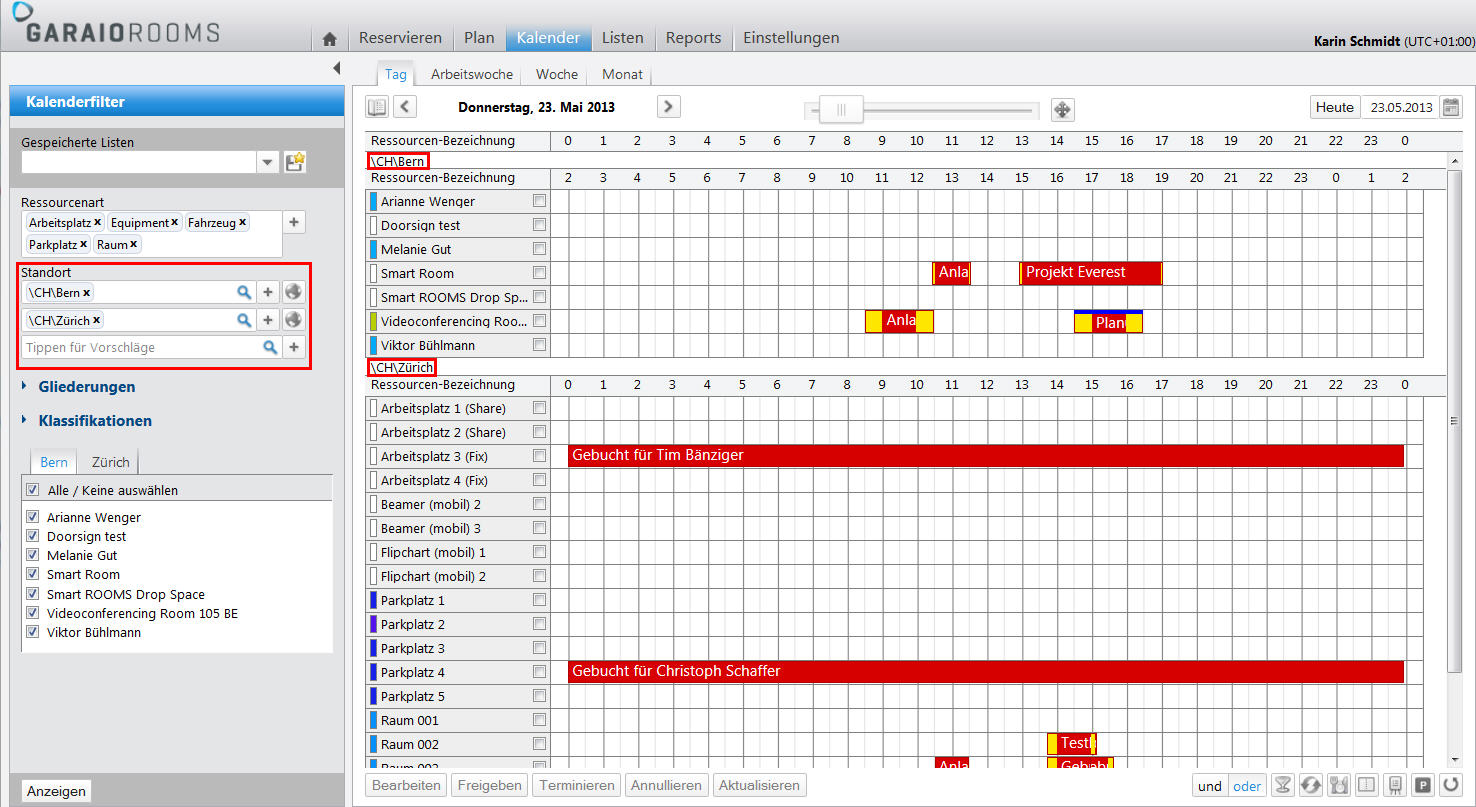 GARAIOROOMS
Reservieren Plan Kalender Listen Reports Einstellungen
Karin Schmidt (UTC+01:00)
Kalenderfilter
Gespeicherte Listen
Ressourcenart
Arbeitsplatz x Equipment x Fahrzeug x
Parkplatz x Raum x
+
Standort
\CH\Bern x
+
\CH\Zürich x
+
Tippen für Vorschläge
+
Gliederungen
Klassifikationen
Bern Zürich
Alle / Keine auswählen
Arianne Wenger
Doorsign test
Melanie Gut
Smart Room
Smart ROOMS Drop Space
Videoconferencing Room 105 BE
Viktor Bühlmann
Anzeigen
Tag Arbeitswoche Woche Monat
Donnerstag, 23. Mai 2013
Heute 23.05.2013
Ressourcen-Bezeichnung 0 1 2 3 4 5 6 7 8 9 10 11 12 13 14 15 16 17 18 19 20 21 22 23 0
\CH\Bern
Ressourcen-Bezeichnung 2 3 4 5 6 7 8 9 10 11 12 13 14 15 16 17 18 19 20 21 22 23 0 1 2
Arianne Wenger
Doorsign test
Melanie Gut
Smart Room Anla Projekt Everest
Smart ROOMS Drop Sp...
Videoconferencing Roo... Anla Plan
Viktor Bühlmann
\CH\Zürich
Ressourcen-Bezeichnung 0 1 2 3 4 5 6 7 8 9 10 11 12 13 14 15 16 17 18 19 20 21 22 23 0
Arbeitsplatz 1 (Share)
Arbeitsplatz 2 (Share)
Arbeitsplatz 3 (Fix) Gebucht für Tim Bänziger
Arbeitsplatz 4 (Fix)
Beamer (mobil) 2
Beamer (mobil) 3
Flipchart (mobil) 1
Flipchart (mobil) 2
Parkplatz 1
Parkplatz 2
Parkplatz 3
Parkplatz 4 Gebucht für Christoph Schaffer
Parkplatz 5
Raum 001
Raum 002 Test
Raum 003 Anla
Bearbeiten Freigeben Terminieren Annullieren Aktualisieren
und oder P